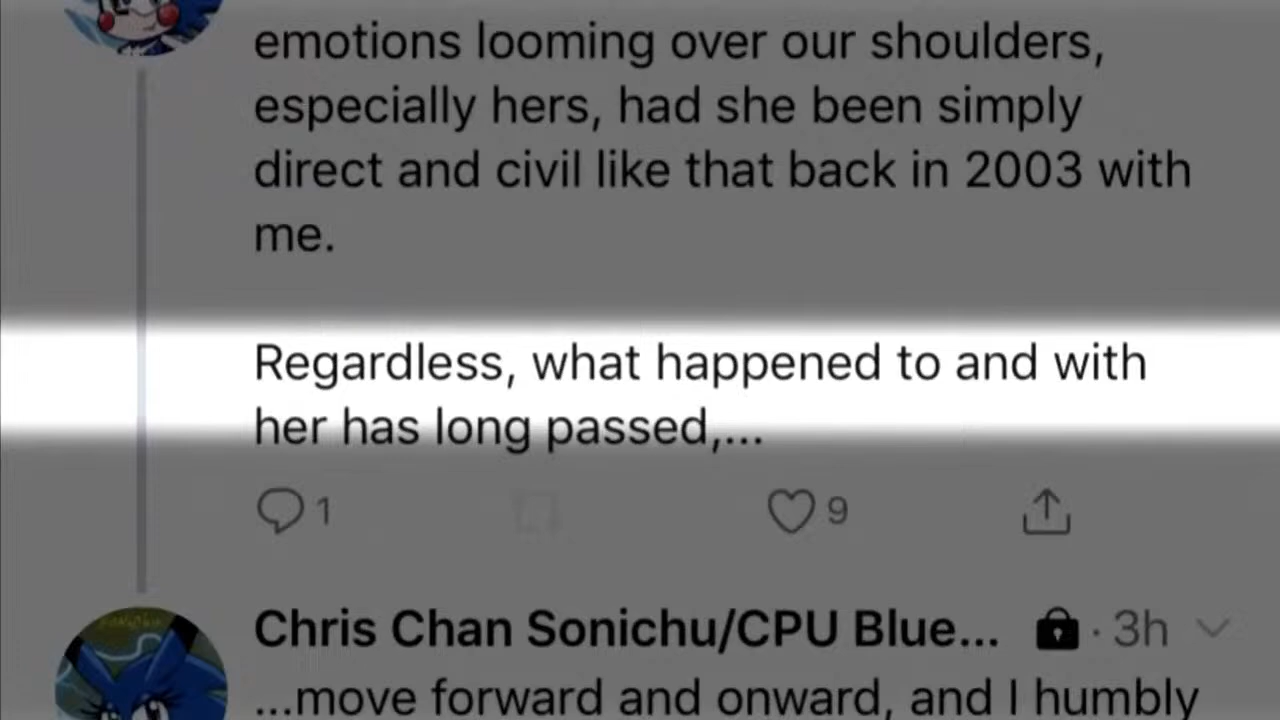 emotions looming over our shoulders,
especially hers, had she been simply
direct and civil like that back in 2003 with
me.
Regardless, what happened to and with
her has long passed,...
1
9
Chris Chan Sonichu/CPU Blue... · 3h
...move forward and onward, and I humbly